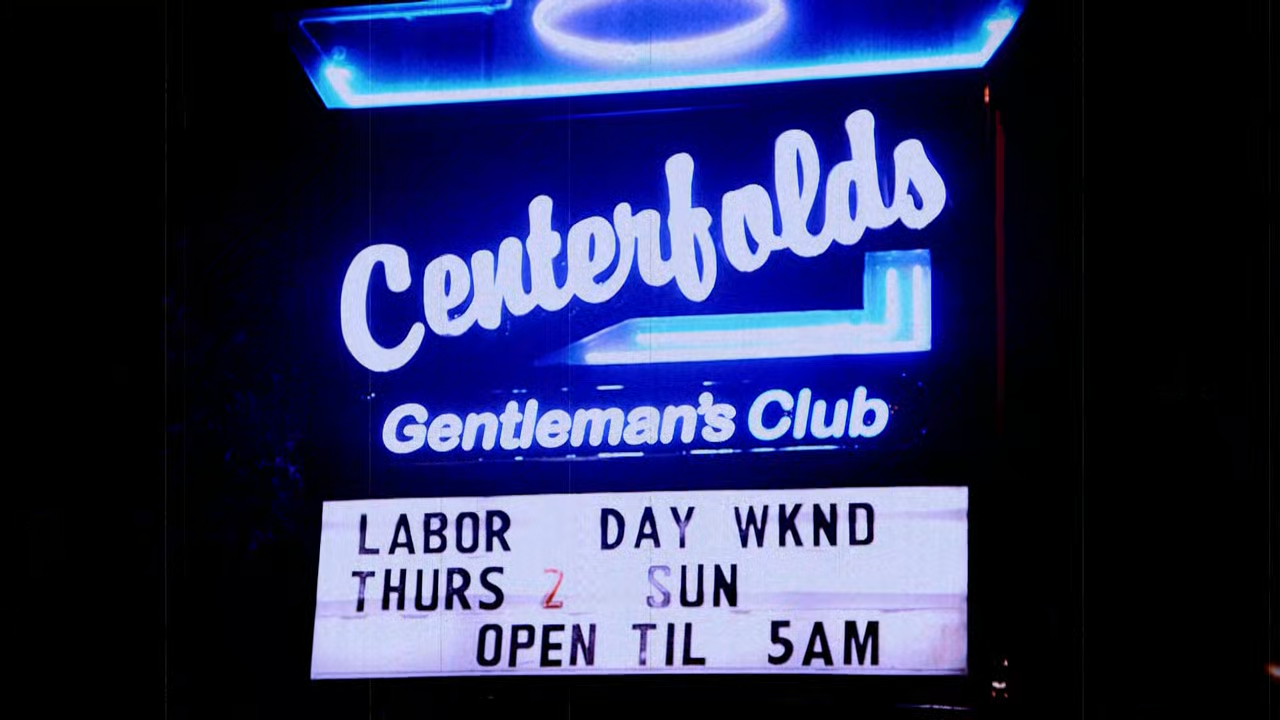 Centerfolds
Gentleman's Club
LABOR DAY WKND
THURS 2 SUN
OPEN TIL 5AM